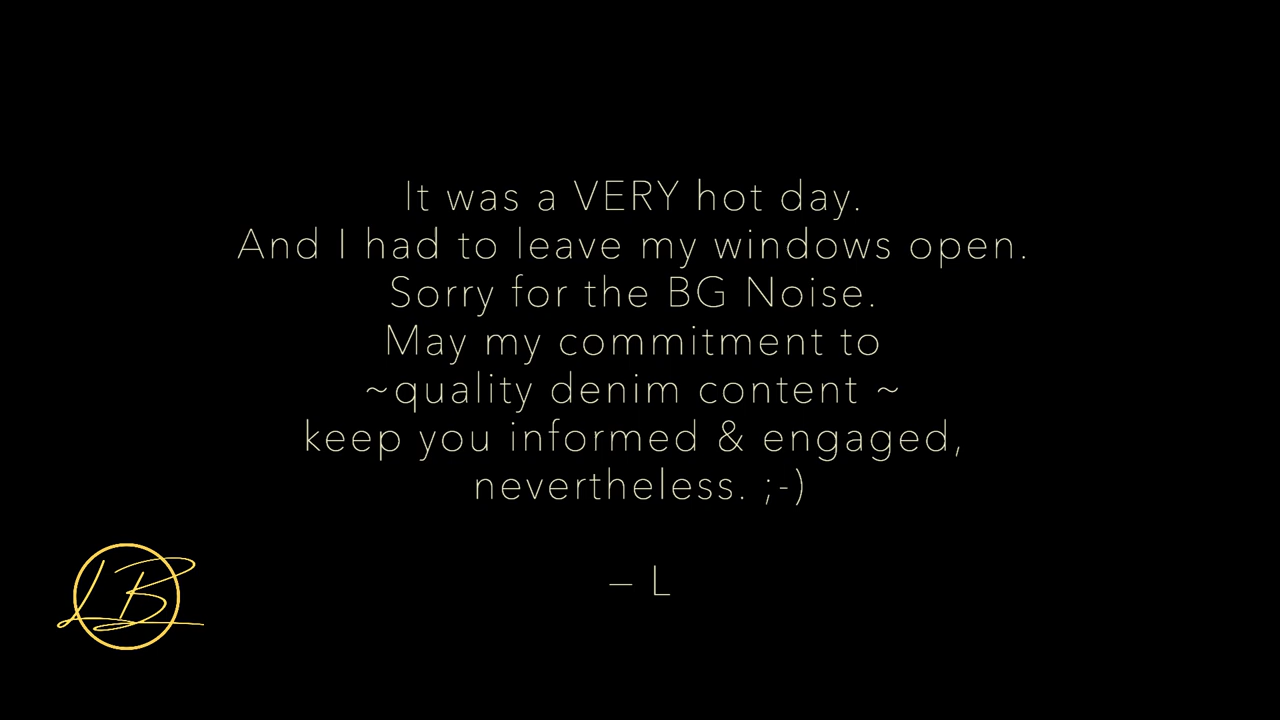 It was a VERY hot day.
And I had to leave my windows open.
Sorry for the BG Noise.
May my commitment to
~quality denim content ~
keep you informed & engaged,
nevertheless. ;-)
– L
LB